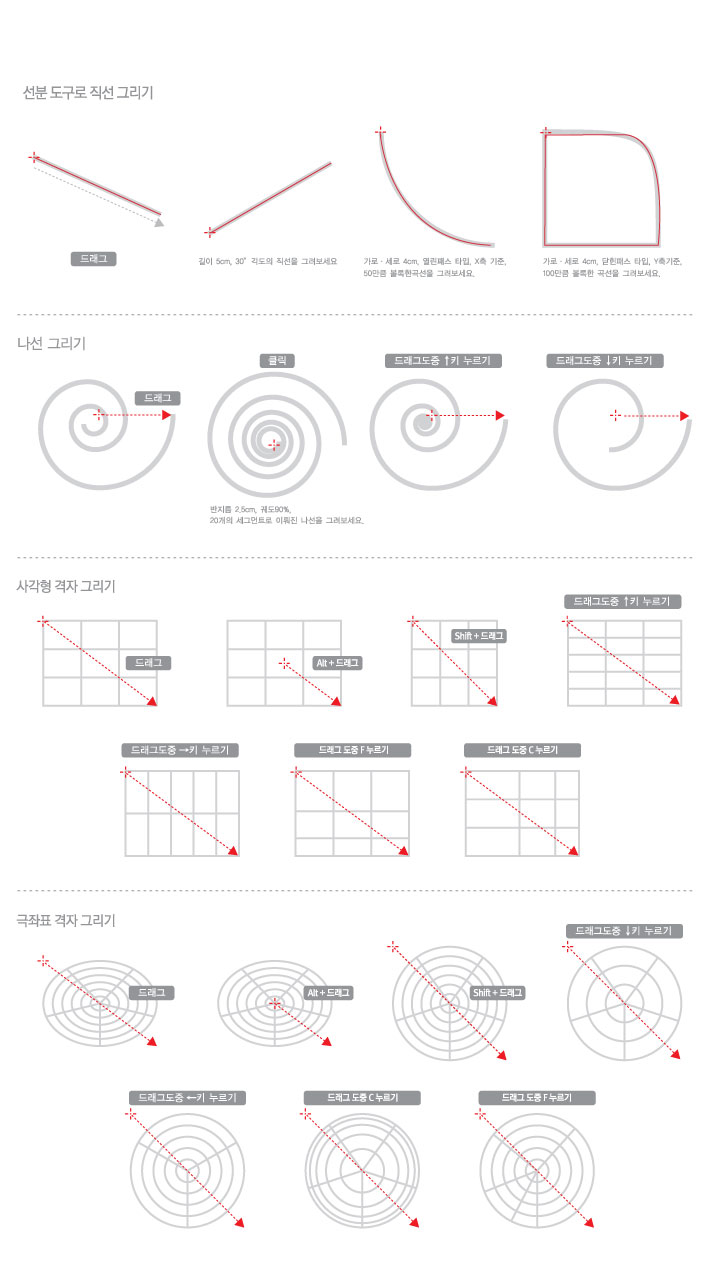 선분 도구로 직선 그리기
드래그
길이 5cm, 30° 각도의 직선을 그려보세요
가로 · 세로 4cm, 열린패스 타입, X축 기준,
50만큼 볼록현곡선을 그려보세요.
가로 · 세로 4cm, 닫힌패스 타입, Y축기준,
100만큼 볼록한 곡선을 그려보세요.
나선 그리기
드래그
클릭
드래그도중 ↑키 누르기
드래그도중 ↓키 누르기
반지름 2,5cm, 궤도90%,
20개의 세그먼트로 이뤄진 나선을 그려보세요.
사각형 격자 그리기
드래그
Alt + 드래그
Shift + 드래그
드래그도중 ↑키 누르기
드래그도중 →키 누르기
드래그 도중 F 누르기
드래그 도중 C 누르기
극좌표 격자 그리기
드래그
Alt + 드래그
Shift + 드래그
드래그도중 ↓키 누르기
드래그도중 ←키 누르기
드래그 도중 C 누르기
드래그 도중 F 누르기